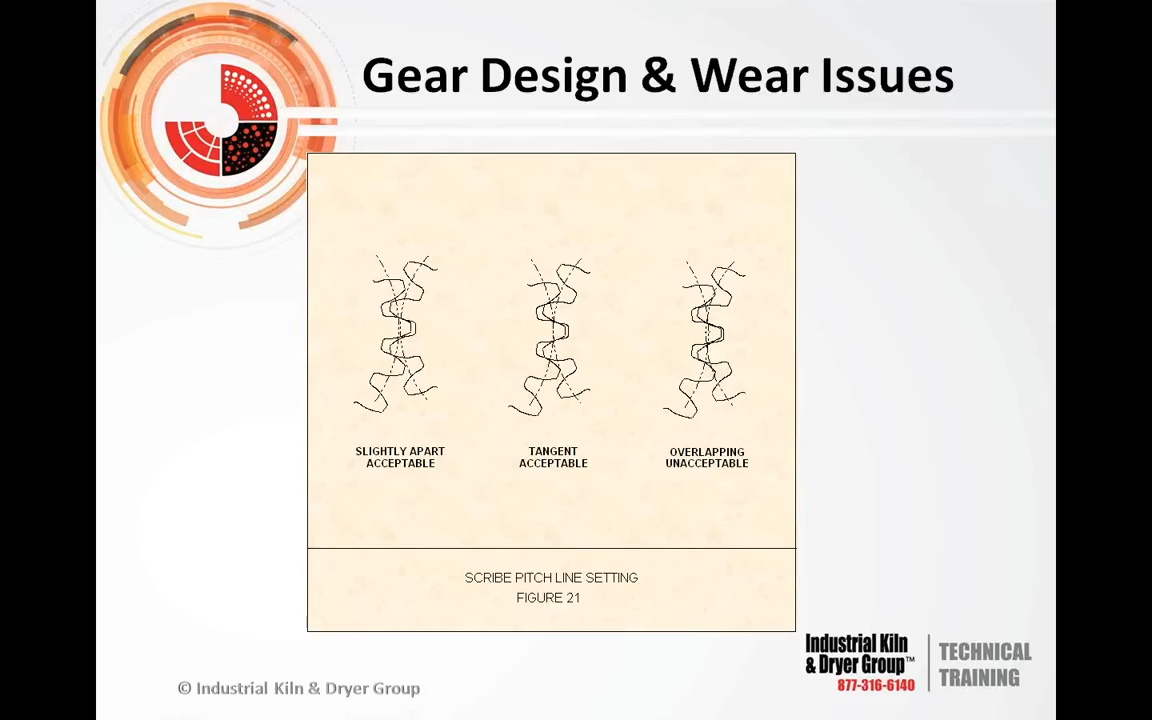 Gear Design & Wear Issues
SLIGHTLY APART
ACCEPTABLE
TANGENT
ACCEPTABLE
OVERLAPPING
UNACCEPTABLE
SCRIBE PITCH LINE SETTING
FIGURE 21
© Industrial Kiln & Dryer Group
Industrial Kiln
& Dryer Group™
877-316-6140
TECHNICAL
TRAINING